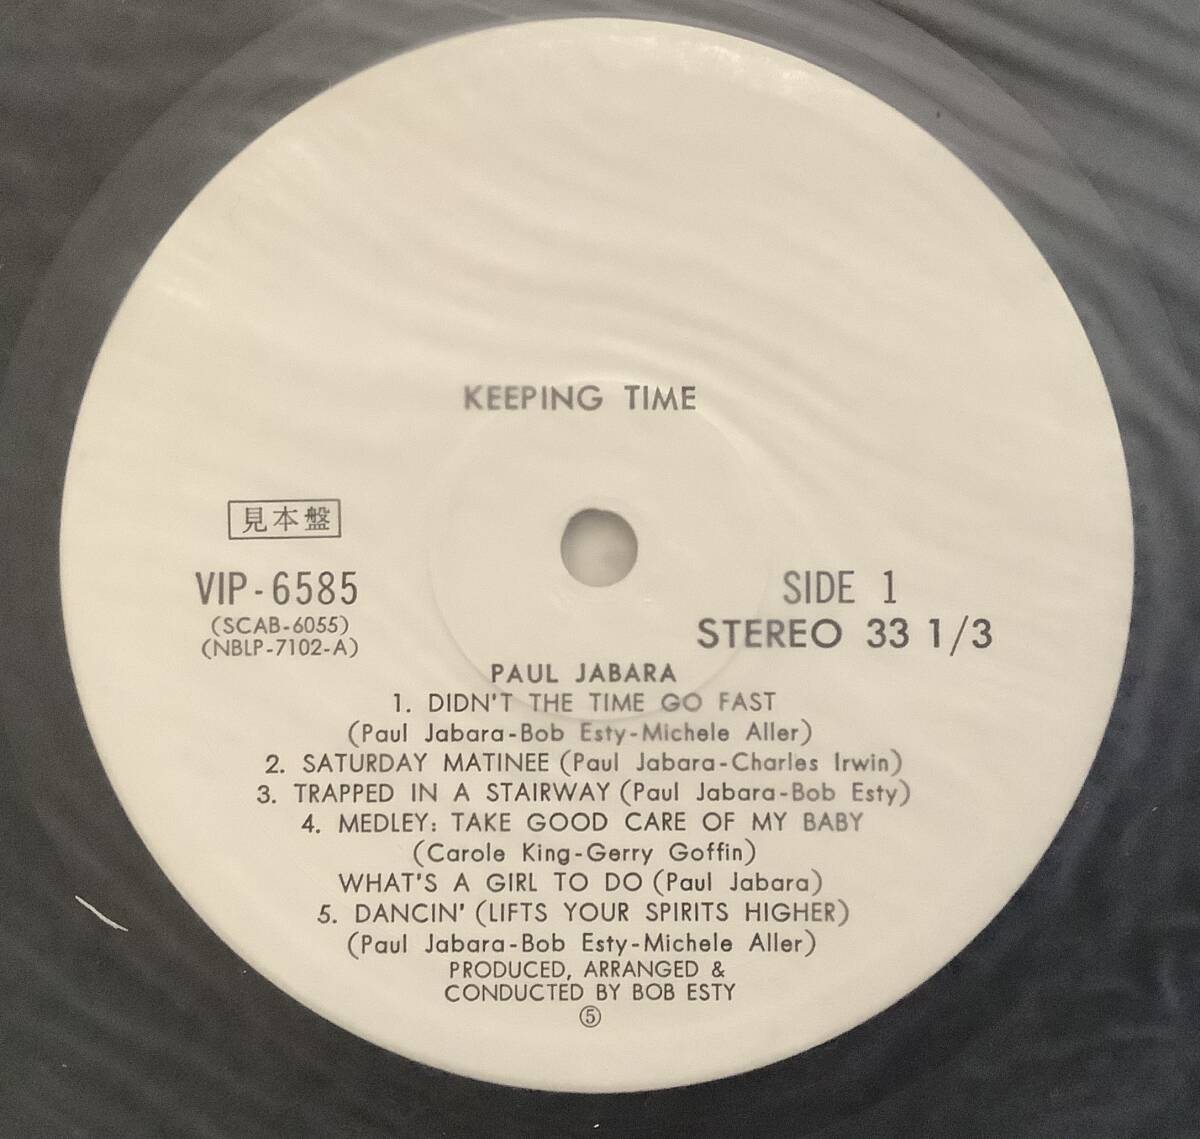 KEEPING TIME
見本盤
VIP-6585
(SCAB-6055)
(NBLP-7102-A)
SIDE 1
STEREO 33 1/3
PAUL JABARA
1. DIDN'T THE TIME GO FAST
(Paul Jabara-Bob Esty-Michele Aller)
2. SATURDAY MATINEE (Paul Jabara-Charles Irwin)
3. TRAPPED IN A STAIRWAY (Paul Jabara-Bob Esty)
4. MEDLEY: TAKE GOOD CARE OF MY BABY
(Carole King-Gerry Goffin)
WHAT'S A GIRL TO DO (Paul Jabara)
5. DANCIN' (LIFTS YOUR SPIRITS HIGHER)
(Paul Jabara-Bob Esty-Michele Aller)
PRODUCED, ARRANGED &
CONDUCTED BY BOB ESTY
⑤